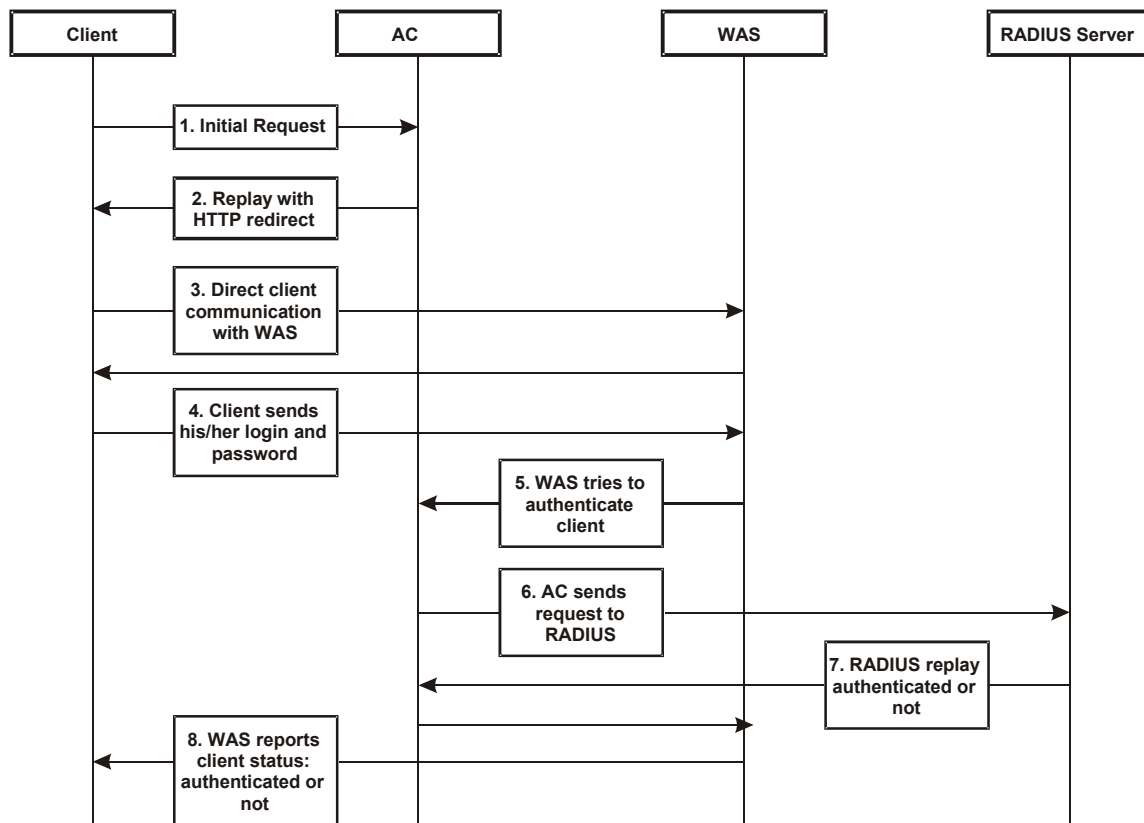 Client
AC
WAS
RADIUS Server
1. Initial Request
2. Replay with
HTTP redirect
3. Direct client
communication
with WAS
4. Client sends
his/her login and
password
5. WAS tries to
authenticate
client
6. AC sends
request to
RADIUS
7. RADIUS replay
authenticated or
not
8. WAS reports
client status:
authenticated or
not